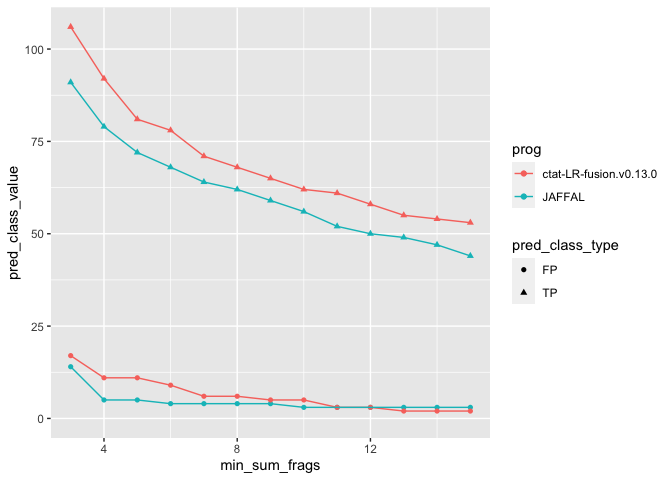 100
75
50
25
0
4
8
12
min_sum_frags
pred_class_value
prog
ctat-LR-fusion.v0.13.0
JAFFAL
pred_class_type
FP
TP